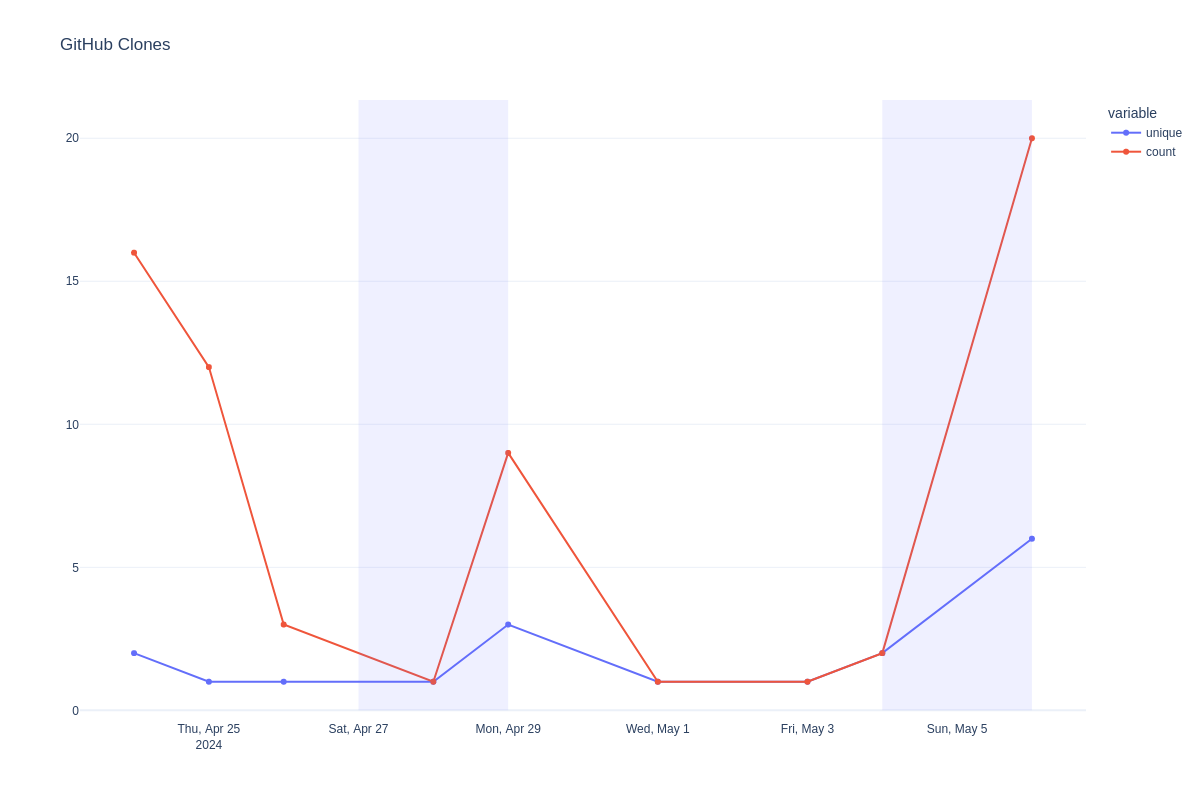 GitHub Clones
variable
unique
count
20
15
10
5
0
Thu, Apr 25
2024
Sat, Apr 27
Mon, Apr 29
Wed, May 1
Fri, May 3
Sun, May 5